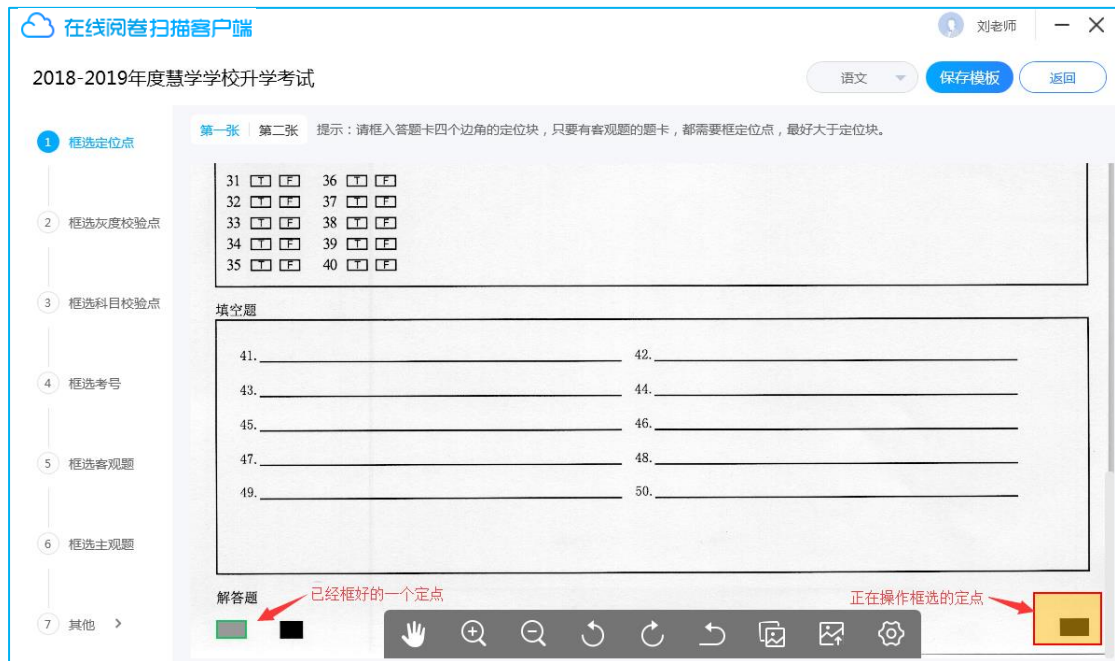 在线阅卷扫描客户端
刘老师
2018-2019年度慧学学校升学考试
语文
保存模板
返回
1 框选定位点
2 框选灰度校验点
3 框选科目校验点
4 框选考号
5 框选客观题
6 框选主观题
7 其他
第一张 第二张 提示：请框入答题卡四个边角的定位块，只要有客观题的题卡，都需要框定位点，最好大于定位块。
31 T F 36 T F
32 T F 37 T F
33 T F 38 T F
34 T F 39 T F
35 T F 40 T F
填空题
41. 42.
43. 44.
45. 46.
47. 48.
49. 50.
解答题
已经框好的一个定点
正在操作框选的定点